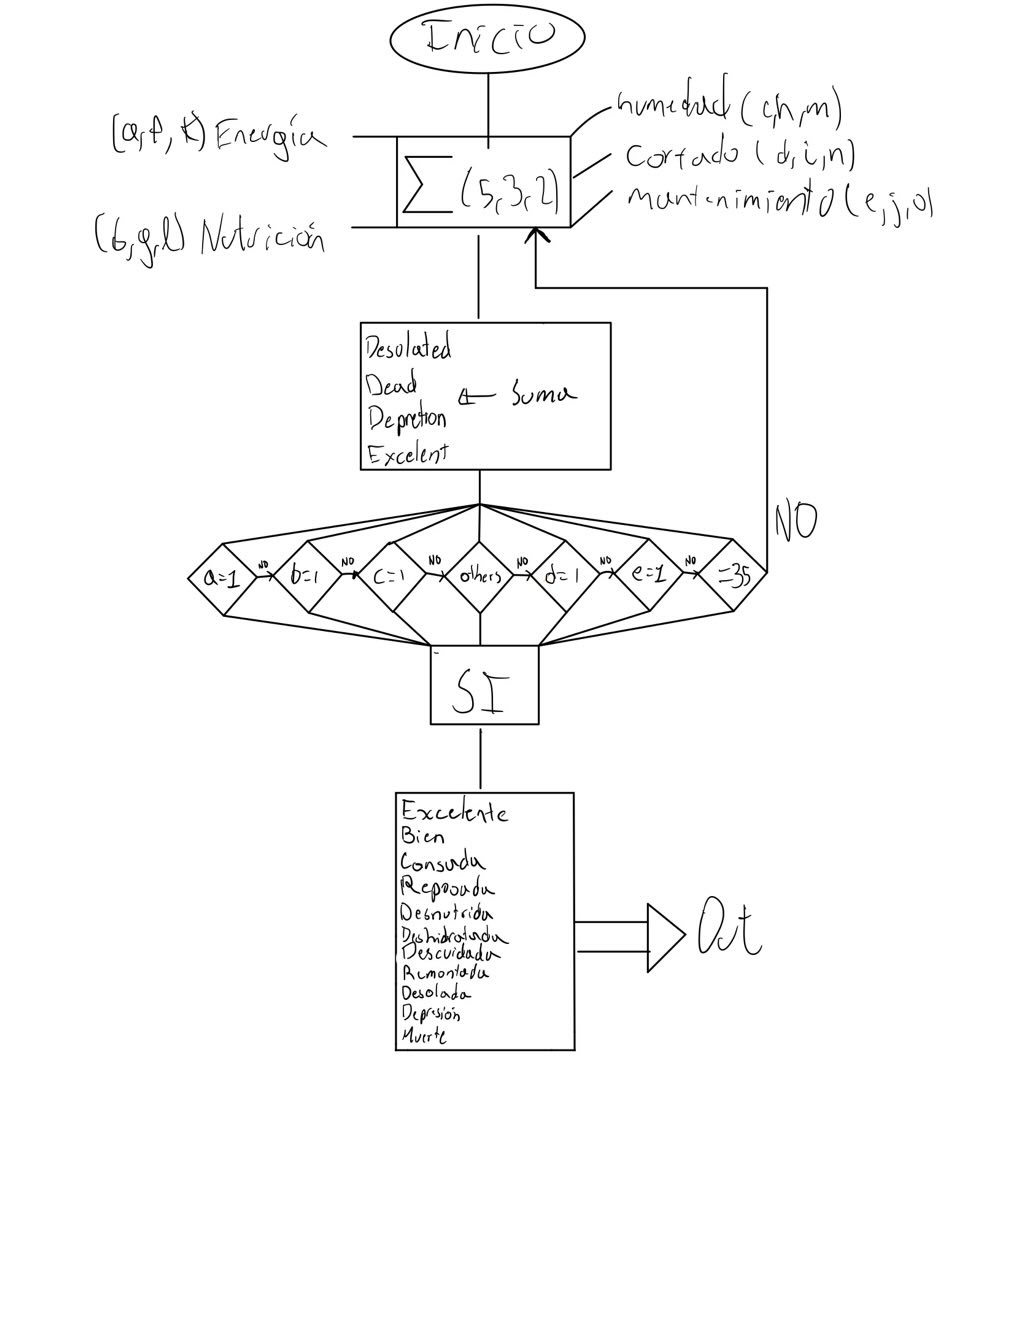 Inicio
(a,f,k) Energía
humedad (c,h,m)
∑ (5,3,2)
Cortado (d,i,n)
mantenimiento (e,j,o)
(b,g,l) Nutrición
Desolated
Dead
← Suma
Depretion
Excelent
NO
a=1
NO
b=1
NO
c=1
NO
others
NO
d=1
NO
e=1
NO
=35
SI
Excelente
Bien
Cansada
Reposada
Desnutrida
Deshidratada
Descuidada
Remontada
Desolada
Depresión
Muerte
Out